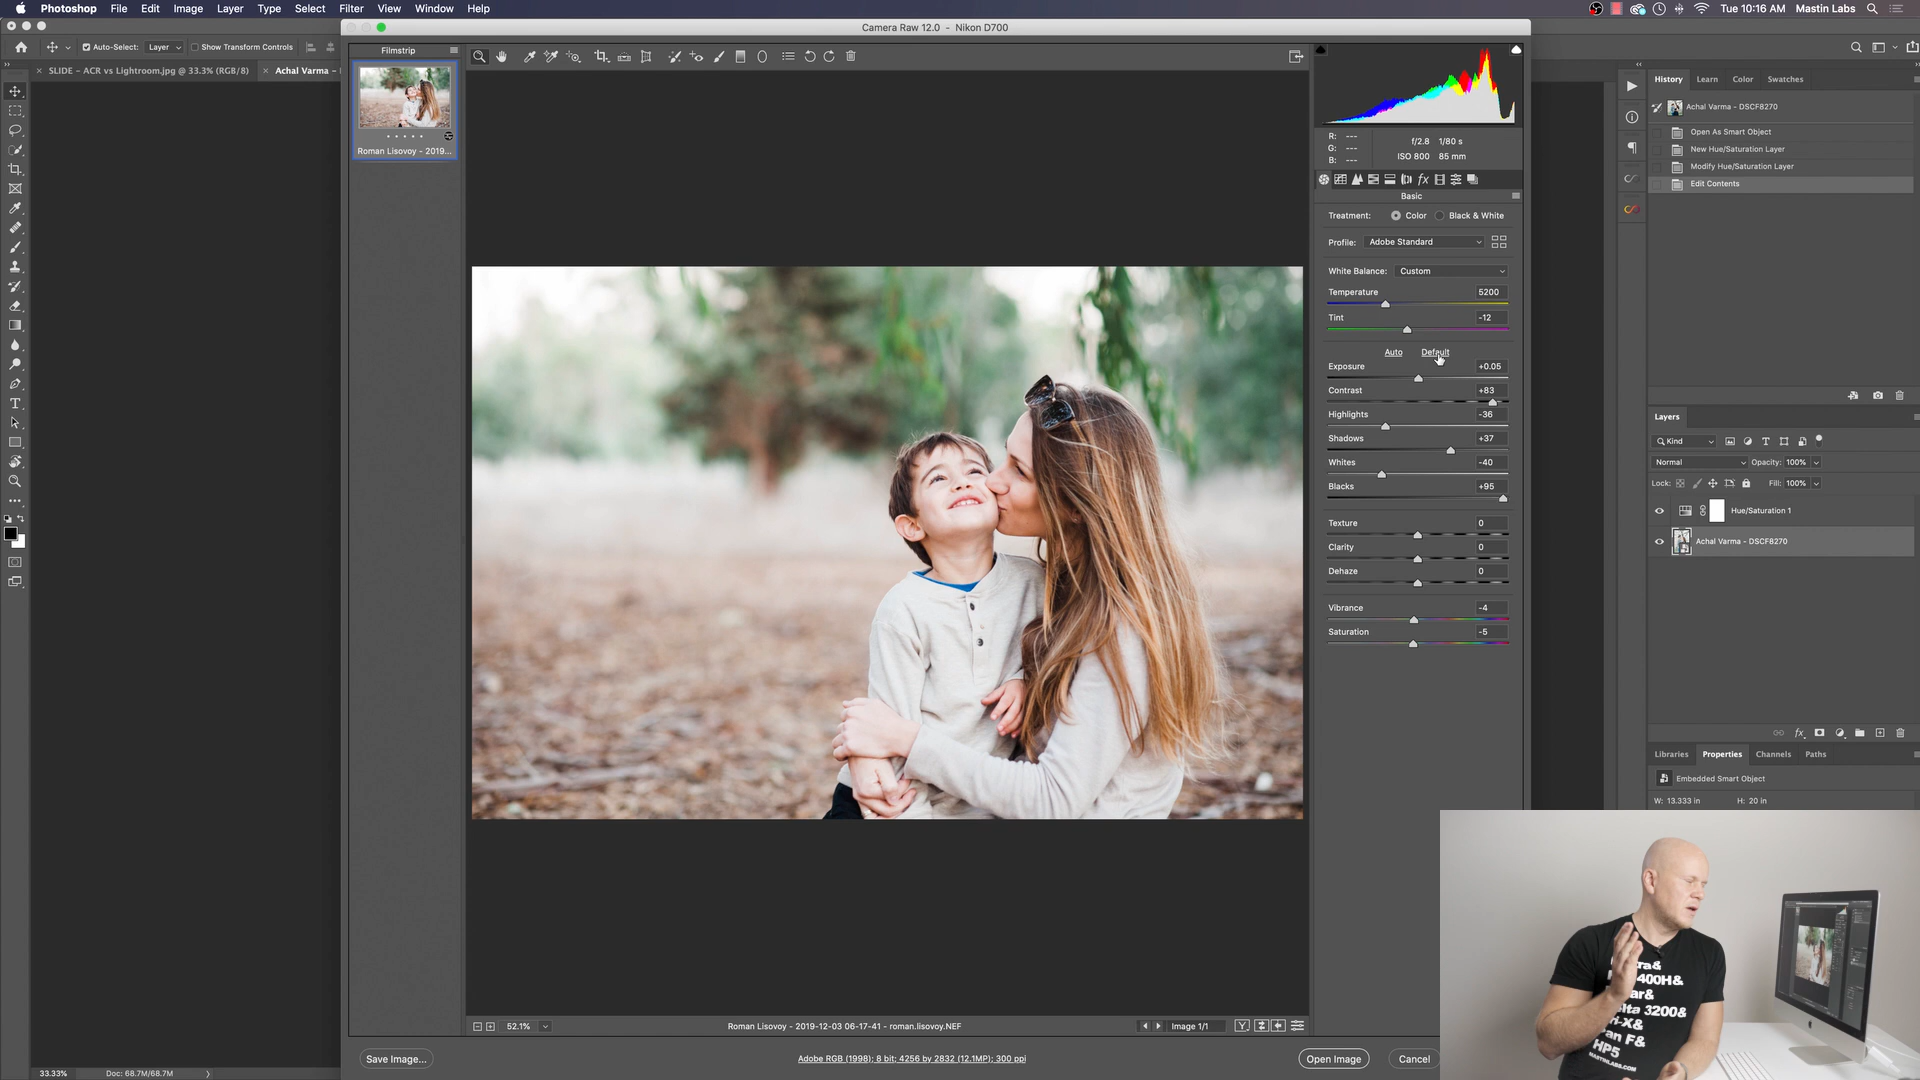 Photoshop File Edit Image Layer Type Select Filter View Window Help
Tue 10:16 AM Mastin Labs
Camera Raw 12.0 - Nikon D700
Auto-Select: Layer Show Transform Controls
SLIDE – ACR vs Lightroom.jpg @ 33.3% (RGB/8)
Achal Varma –
Filmstrip
Roman Lisovoy - 2019...
R: ---
G: ---
B: ---
f/2.8 1/80 s
ISO 800 85 mm
Basic
Treatment: Color Black & White
Profile: Adobe Standard
White Balance: Custom
Temperature 5200
Tint -12
Auto Default
Exposure +0.05
Contrast +83
Highlights -36
Shadows +37
Whites -40
Blacks +95
Texture 0
Clarity 0
Dehaze 0
Vibrance -4
Saturation -5
History Learn Color Swatches
Achal Varma - DSCF8270
Open As Smart Object
New Hue/Saturation Layer
Modify Hue/Saturation Layer
Edit Contents
Layers
Kind
Normal Opacity: 100%
Lock: Fill: 100%
Hue/Saturation 1
Achal Varma - DSCF8270
Libraries Properties Channels Paths
Embedded Smart Object
W: 13.333 in H: 20 in
400H&
3200&
HP5
MASTINLABS.COM
52.1%
Roman Lisovoy - 2019-12-03 06-17-41 - roman.lisovoy.NEF
Image 1/1
Save Image...
Adobe RGB (1998); 8 bit; 4256 by 2832 (12.1MP); 300 ppi
Open Image
Cancel
33.33% Doc: 68.7M/68.7M